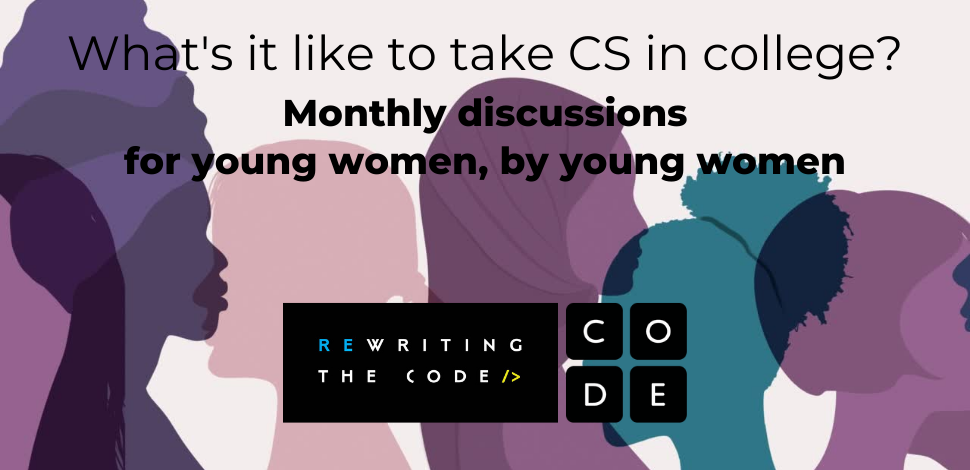 What's it like to take CS in college?
Monthly discussions
for young women, by young women
REWRITING
THE CODE/>
C O
D E